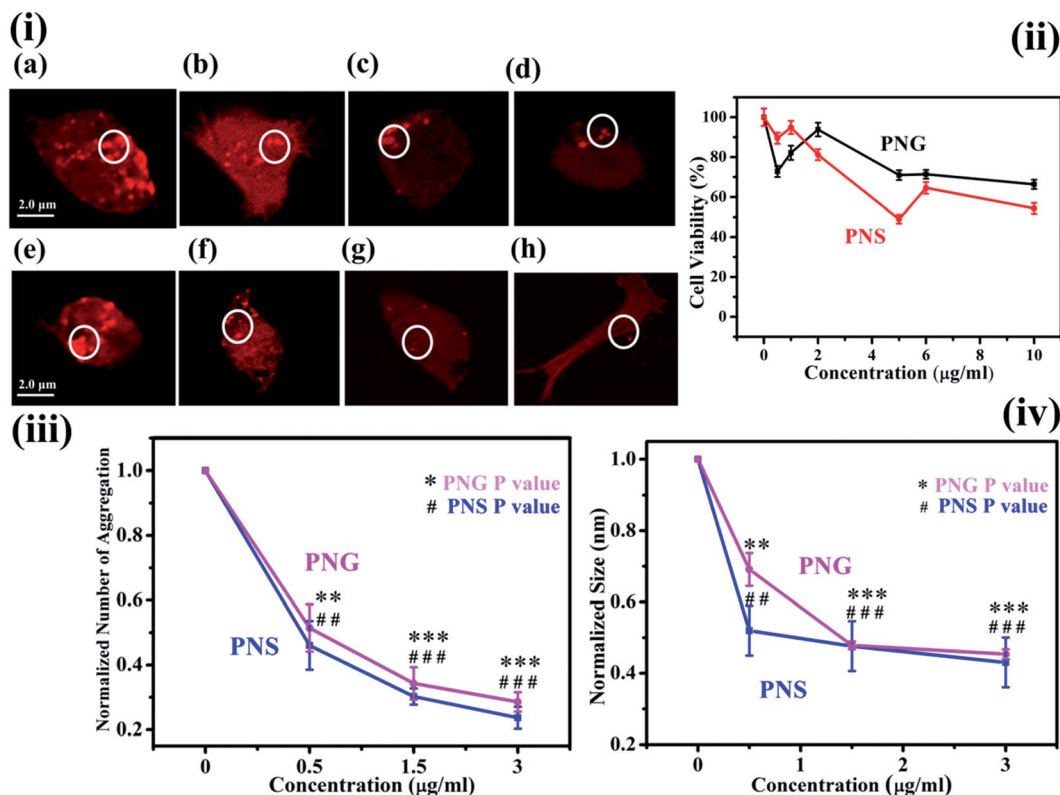 (i)
(a)
(b)
(c)
(d)
2.0 μm
(e)
(f)
(g)
(h)
2.0 μm
(ii)
Cell Viability (%)
100
80
60
40
20
0
PNG
PNS
0 2 4 6 8 10
Concentration (μg/ml)
(iii)
Normalized Number of Aggregation
1.0
0.8
0.6
0.4
0.2
* PNG P value
# PNS P value
PNG
PNS
**
##
***
###
***
###
0 0.5 1.5 3
Concentration (μg/ml)
(iv)
Normalized Size (nm)
1.0
0.8
0.6
0.4
0.2
* PNG P value
# PNS P value
**
##
PNG
PNS
***
###
***
###
0 1 2 3
Concentration (μg/ml)